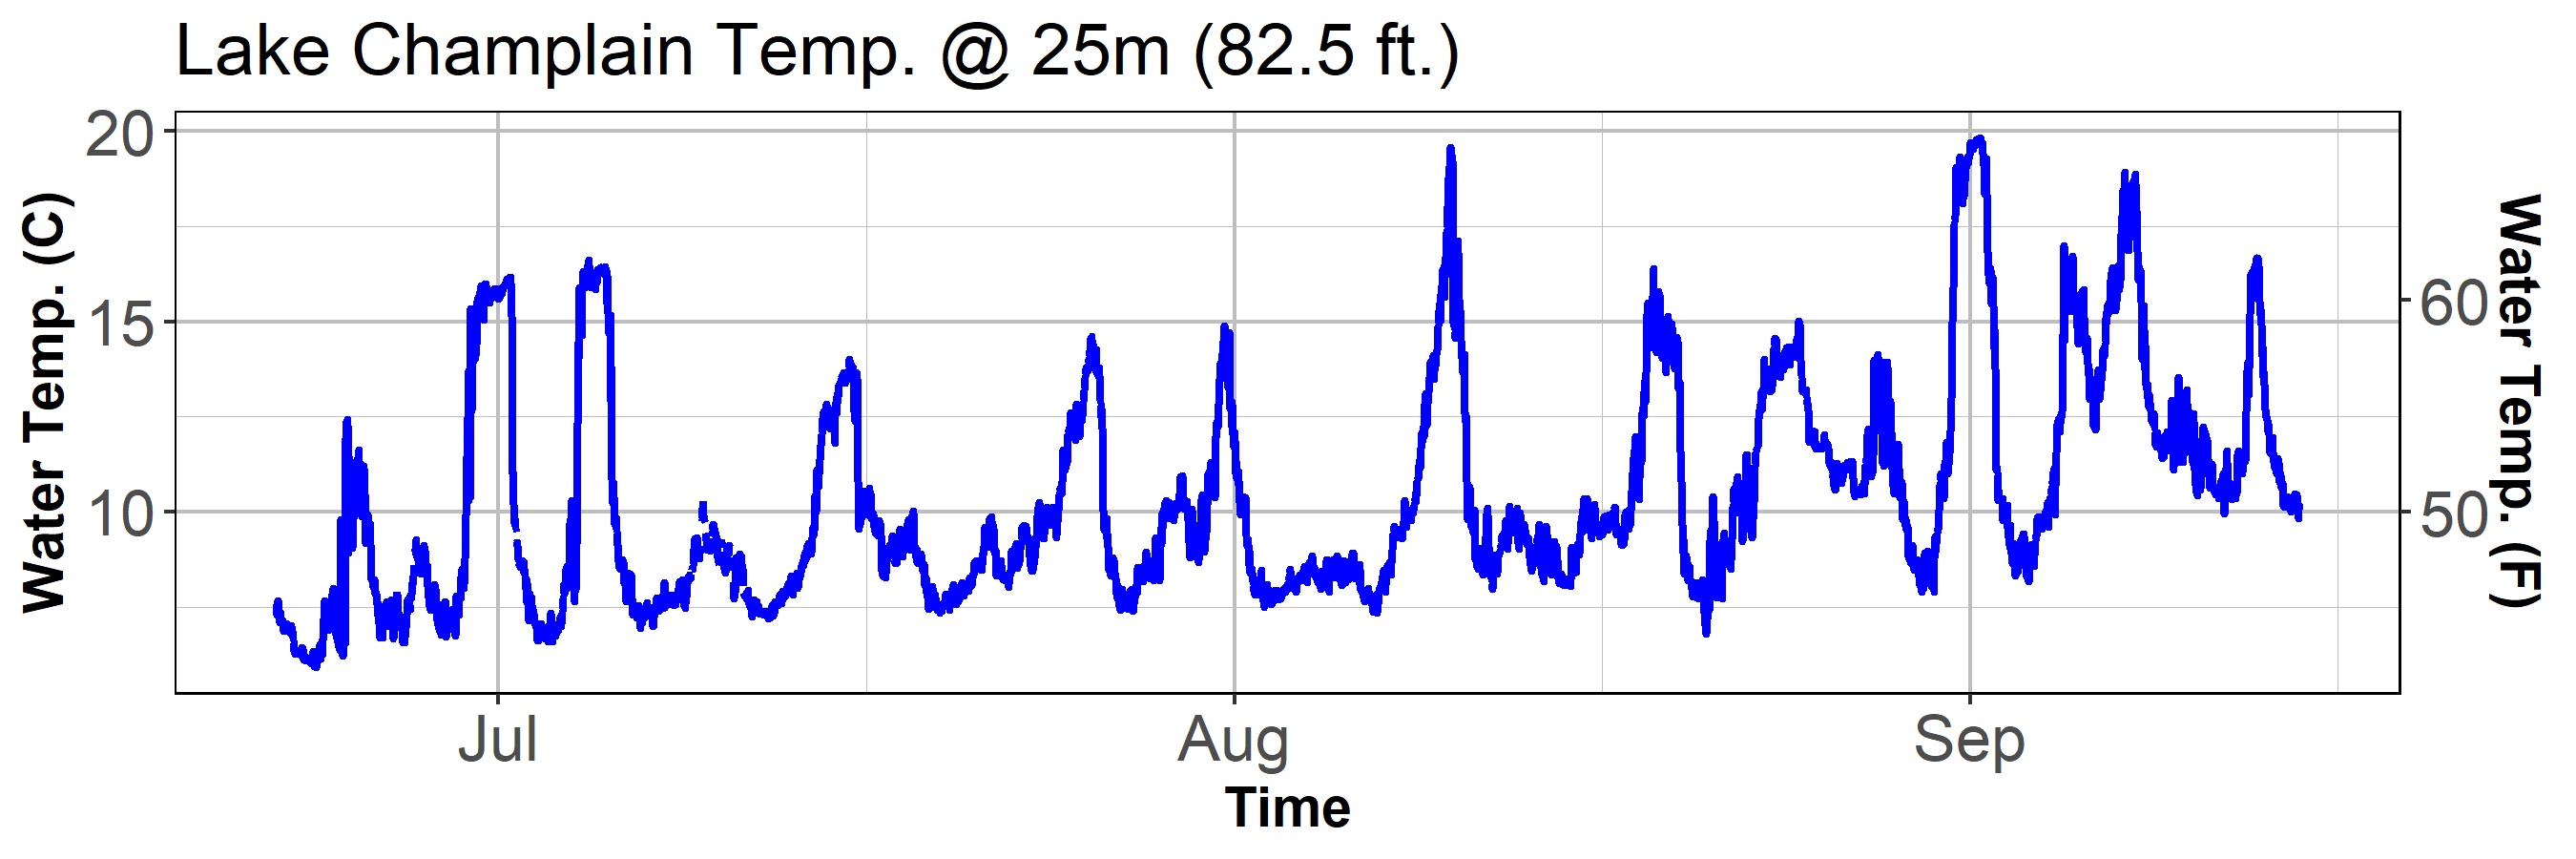 Lake Champlain Temp. @ 25m (82.5 ft.)
Water Temp. (C)
20
15
10
60
50
Water Temp. (F)
Jul Aug Sep
Time